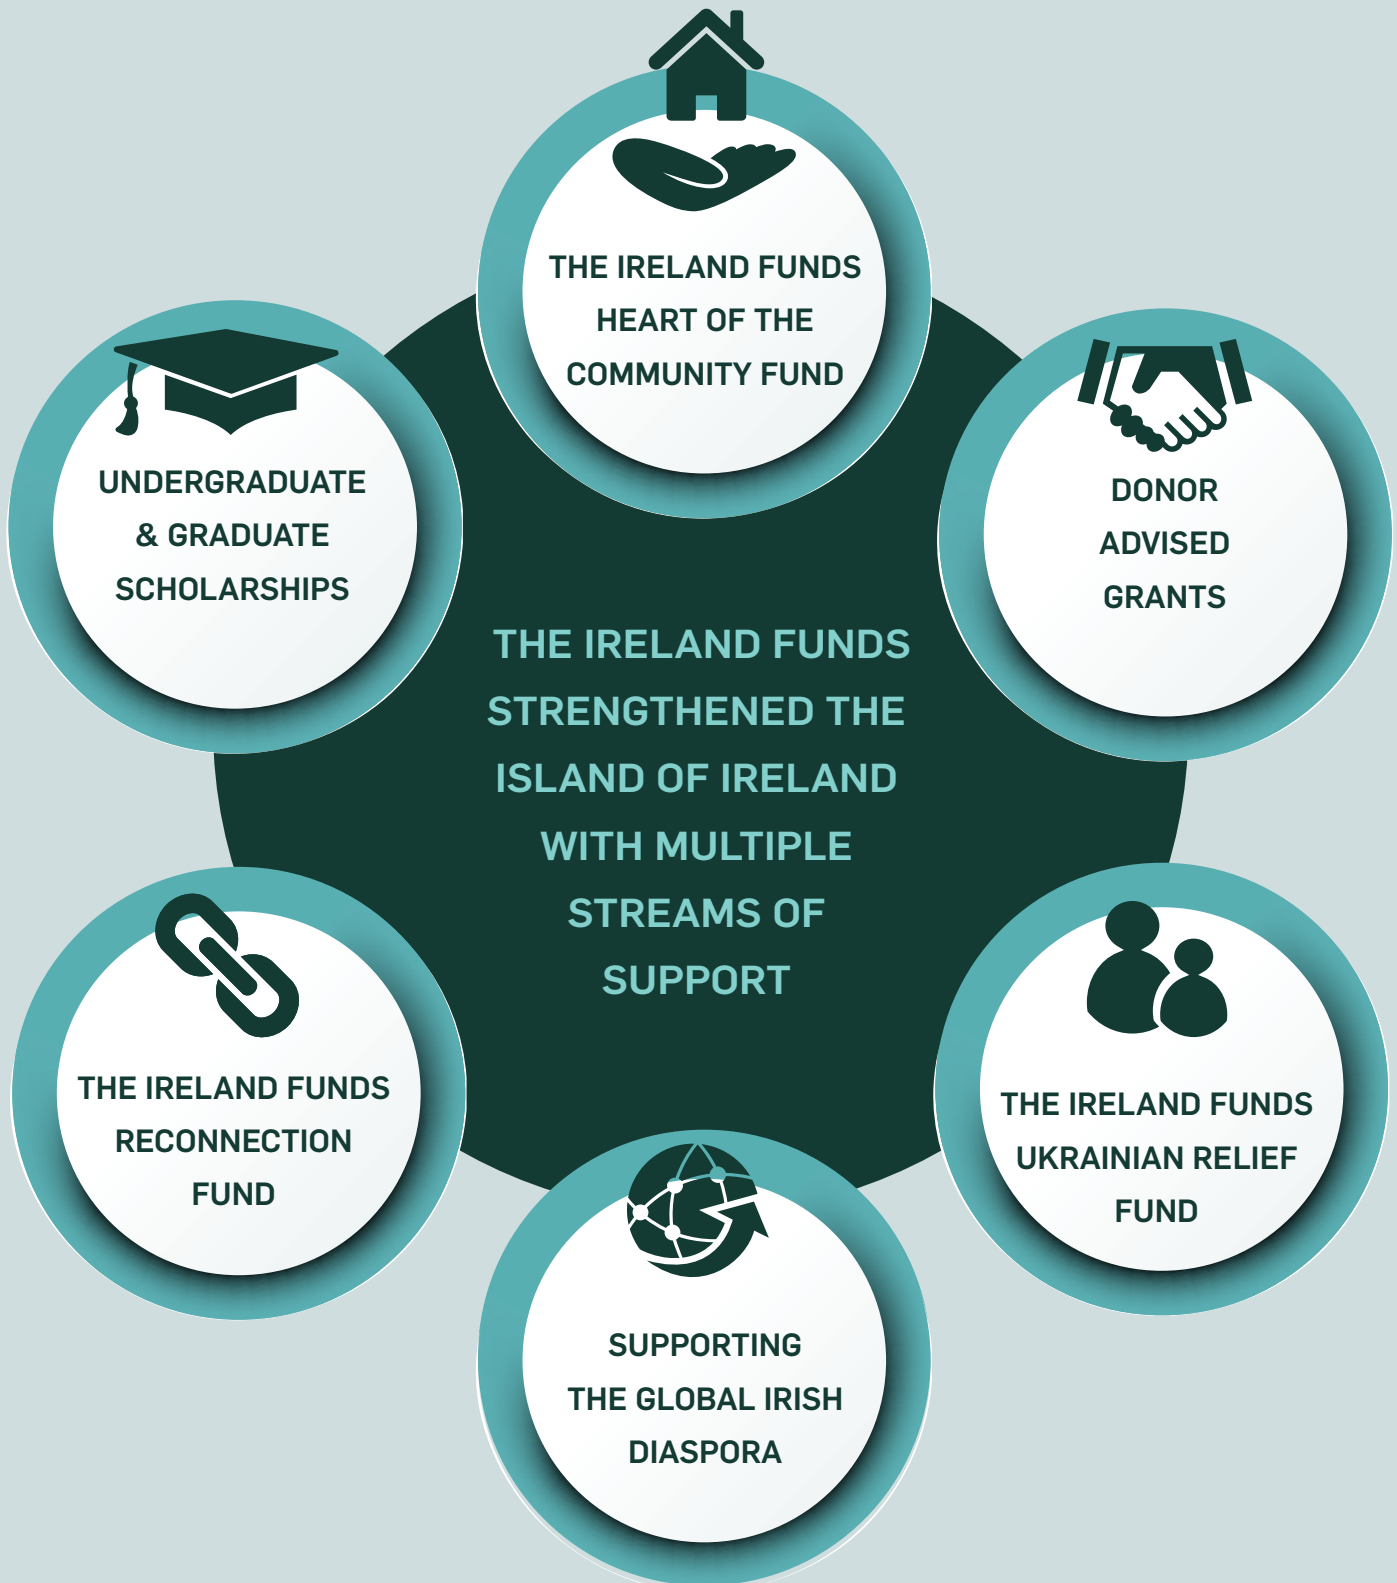 THE IRELAND FUNDS
HEART OF THE
COMMUNITY FUND
UNDERGRADUATE
& GRADUATE
SCHOLARSHIPS
DONOR
ADVISED
GRANTS
THE IRELAND FUNDS
STRENGTHENED THE
ISLAND OF IRELAND
WITH MULTIPLE
STREAMS OF
SUPPORT
THE IRELAND FUNDS
RECONNECTION
FUND
THE IRELAND FUNDS
UKRAINIAN RELIEF
FUND
SUPPORTING
THE GLOBAL IRISH
DIASPORA